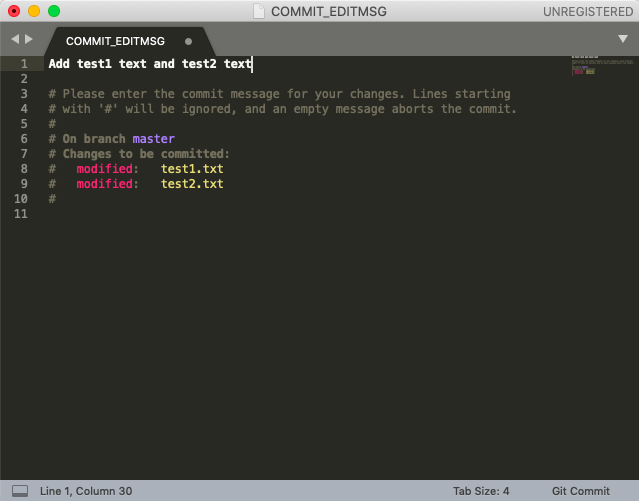 COMMIT_EDITMSG
UNREGISTERED
COMMIT_EDITMSG
1 Add test1 text and test2 text
2
3 # Please enter the commit message for your changes. Lines starting
4 # with '#' will be ignored, and an empty message aborts the commit.
5 #
6 # On branch master
7 # Changes to be committed:
8 #   modified:   test1.txt
9 #   modified:   test2.txt
10 #
11
Line 1, Column 30
Tab Size: 4
Git Commit